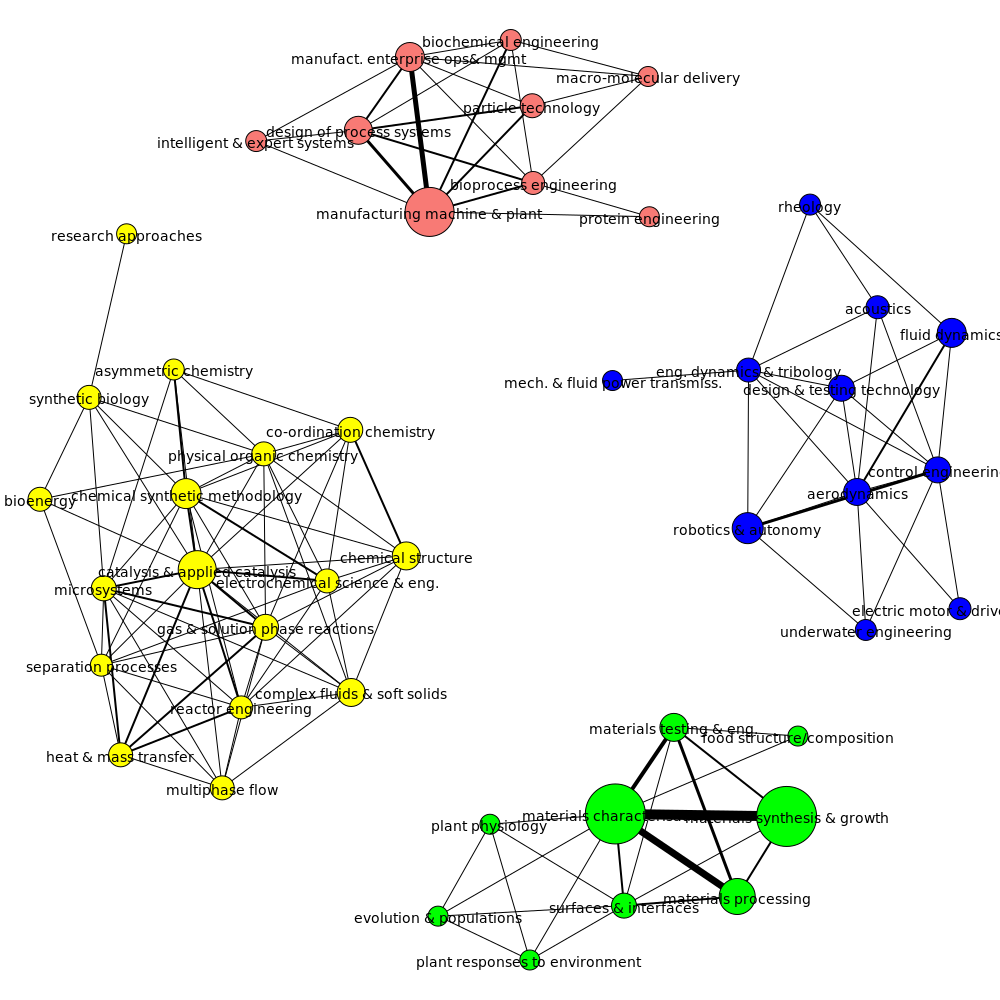 biochemical engineering
manufact. enterprise ops& mgmt
macro-molecular delivery
particle technology
design of process systems
intelligent & expert systems
bioprocess engineering
manufacturing machine & plant
protein engineering
rheology
research approaches
acoustics
fluid dynamics
asymmetric chemistry
eng. dynamics & tribology
mech. & fluid power transmiss.
design & testing technology
synthetic biology
co-ordination chemistry
physical organic chemistry
control engineering
chemical synthetic methodology
aerodynamics
bioenergy
robotics & autonomy
chemical structure
catalysis & applied catalysis
electrochemical science & eng.
microsystems
electric motor & drive
gas & solution phase reactions
underwater engineering
separation processes
complex fluids & soft solids
reactor engineering
materials testing & eng.
food structure/composition
heat & mass transfer
multiphase flow
materials charac
materials synthesis & growth
plant physiology
materials processing
surfaces & interfaces
evolution & populations
plant responses to environment